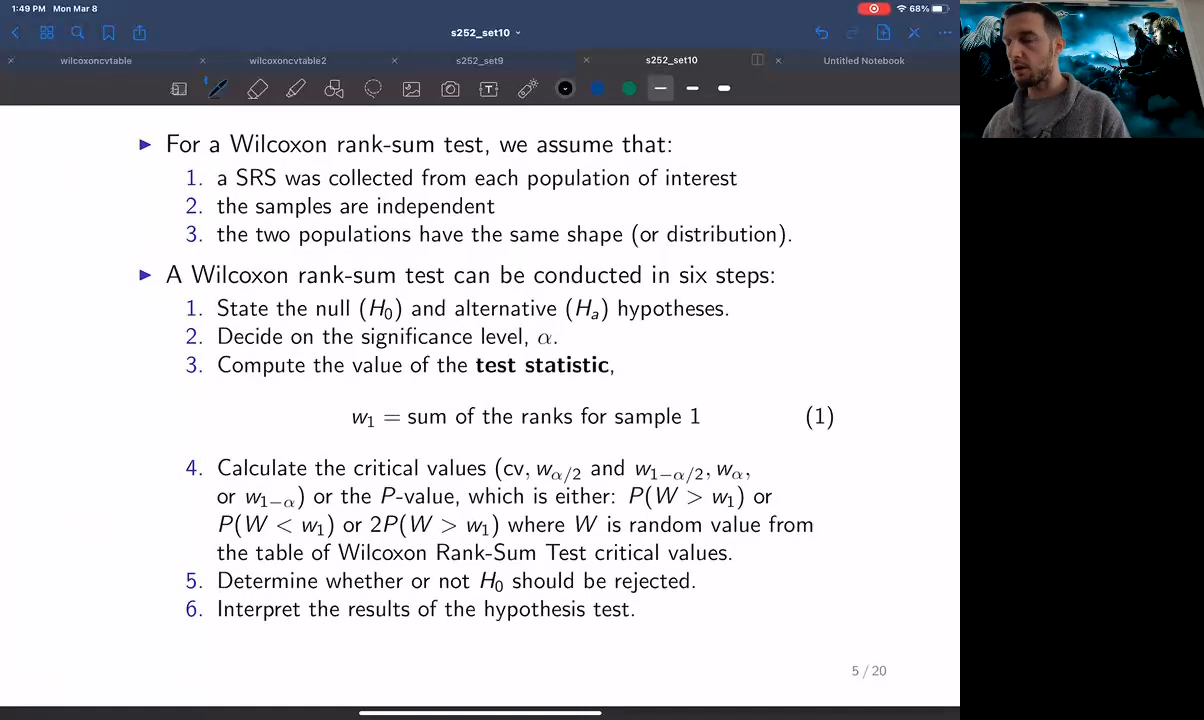 1:49 PM Mon Mar 8
68%
s252_set10
wilcoxoncvtable
wilcoxoncvtable2
s252_set9
s252_set10
Untitled Notebook
T
▶ For a Wilcoxon rank-sum test, we assume that:
1. a SRS was collected from each population of interest
2. the samples are independent
3. the two populations have the same shape (or distribution).
▶ A Wilcoxon rank-sum test can be conducted in six steps:
1. State the null (H₀) and alternative (Hₐ) hypotheses.
2. Decide on the significance level, α.
3. Compute the value of the test statistic,
w₁ = sum of the ranks for sample 1 (1)
4. Calculate the critical values (cv, w_{α/2} and w_{1−α/2}, w_α,
or w_{1−α}) or the P-value, which is either: P(W > w₁) or
P(W < w₁) or 2P(W > w₁) where W is random value from
the table of Wilcoxon Rank-Sum Test critical values.
5. Determine whether or not H₀ should be rejected.
6. Interpret the results of the hypothesis test.
5 / 20